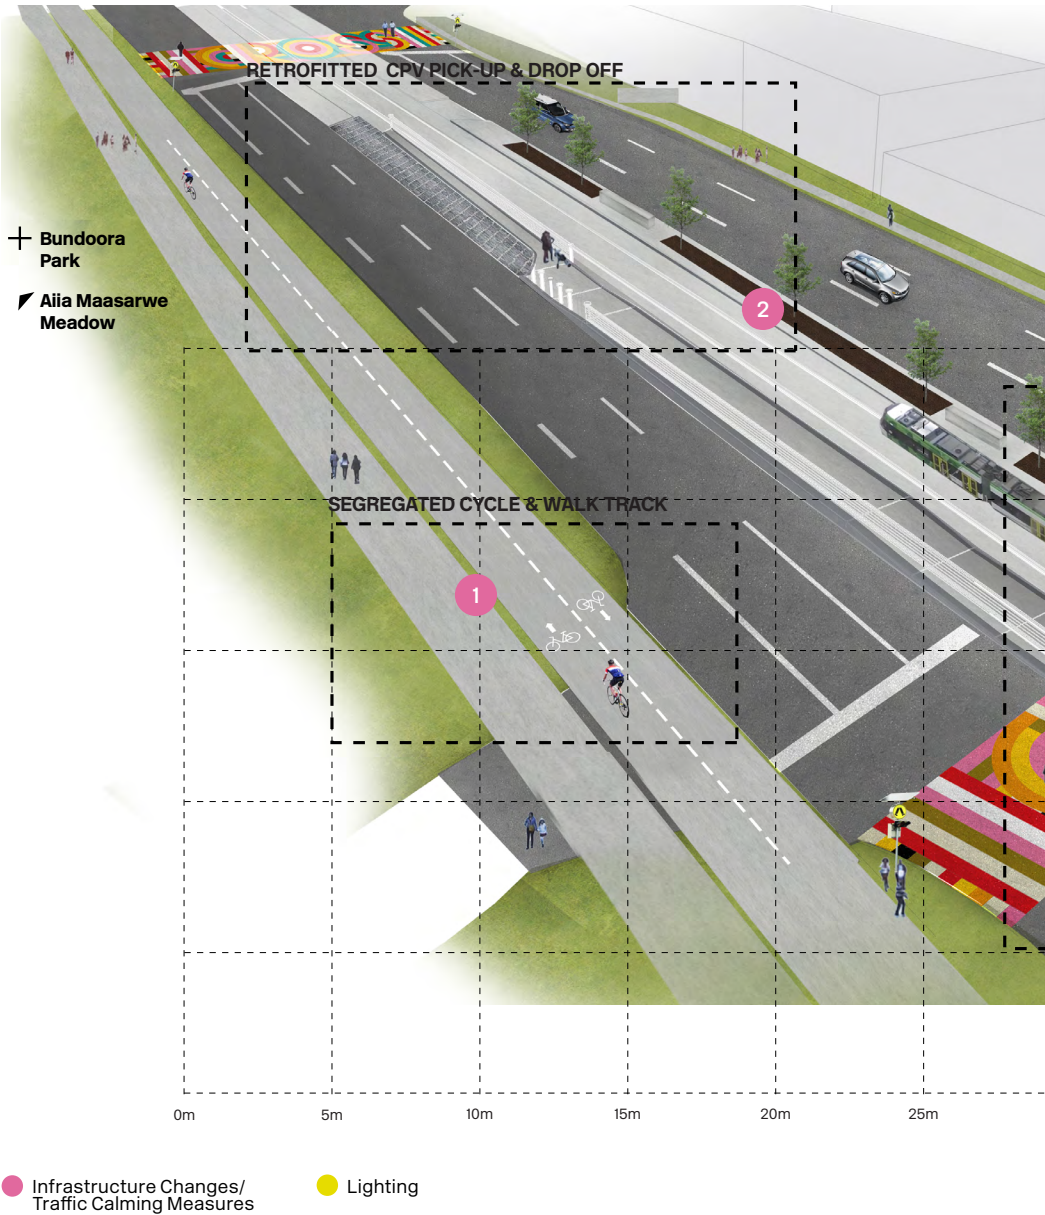 RETROFITTED CPV PICK-UP & DROP OFF
Bundoora
Park
Aiia Maasarwe
Meadow
2
SEGREGATED CYCLE & WALK TRACK
1
0m 5m 10m 15m 20m 25m
Infrastructure Changes/
Traffic Calming Measures
Lighting